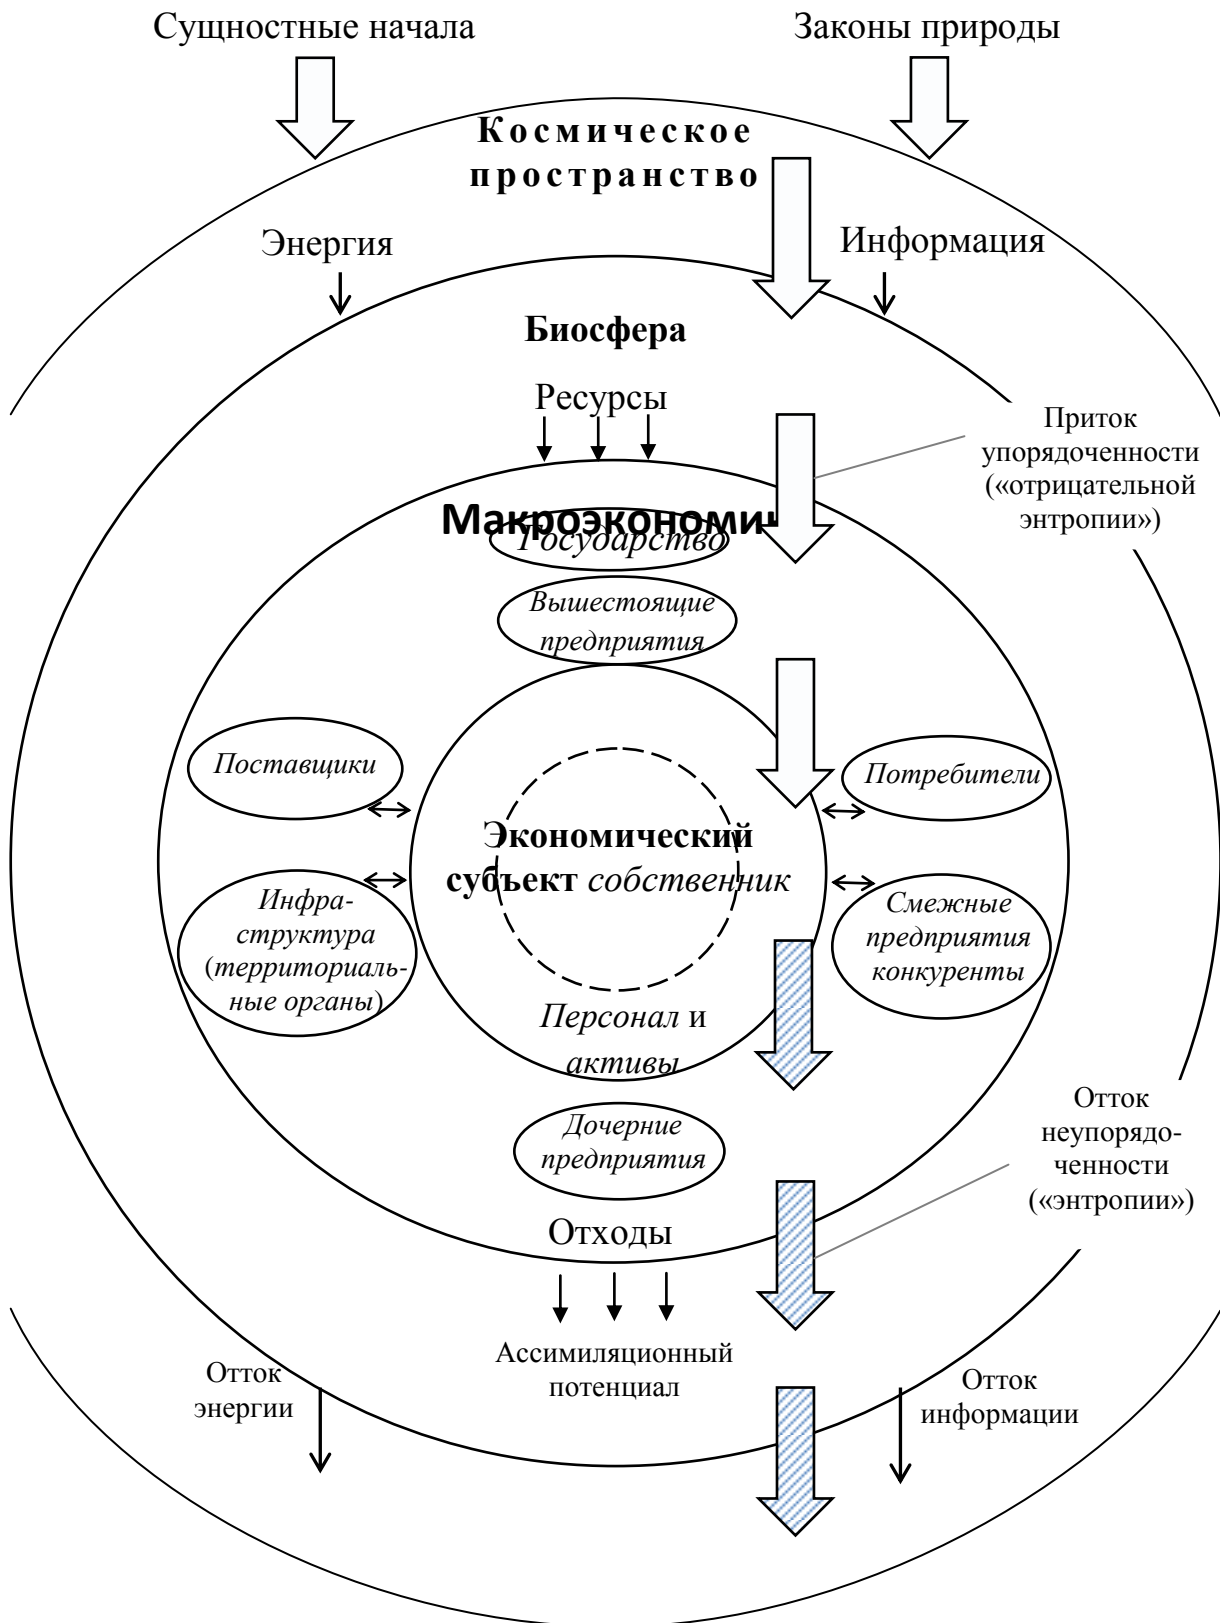 Сущностные начала
Законы природы
Космическое
пространство
Энергия
Информация
Биосфера
Ресурсы
Приток
упорядоченности
(«отрицательной
энтропии»)
Макроэкономи
Государство
Вышестоящие
предприятия
Поставщики
Потребители
Экономический
субъект собственник
Инфра-
структура
(территориаль-
ные органы)
Смежные
предприятия
конкуренты
Персонал и
активы
Дочерние
предприятия
Отток
неупорядо-
ченности
(«энтропии»)
Отходы
Ассимиляционный
потенциал
Отток
энергии
Отток
информации